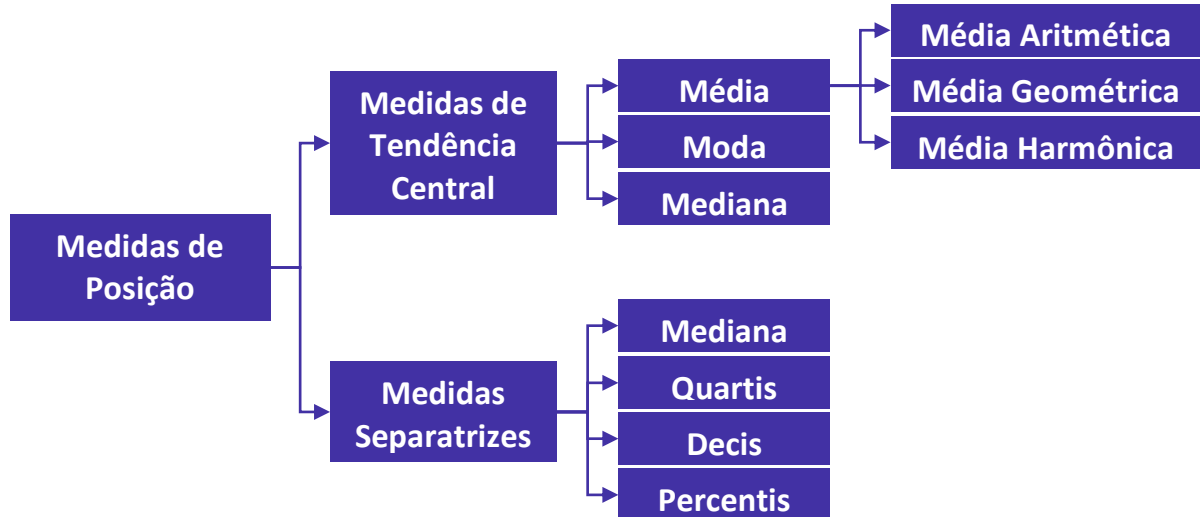 Medidas de
Posição
Medidas de
Tendência
Central
Média
Moda
Mediana
Média Aritmética
Média Geométrica
Média Harmônica
Medidas
Separatrizes
Mediana
Quartis
Decis
Percentis